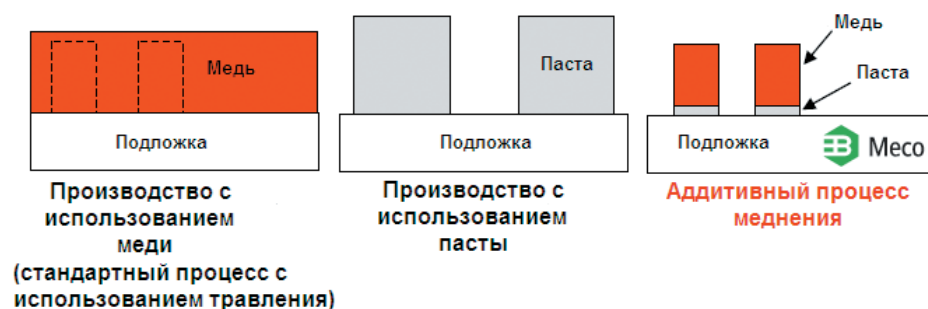 Медь
Подложка
Производство с
использованием
меди
(стандартный процесс с
использованием травления)
Паста
Подложка
Производство с
использованием
пасты
Медь
Паста
Подложка
Meco
Аддитивный процесс
меднения